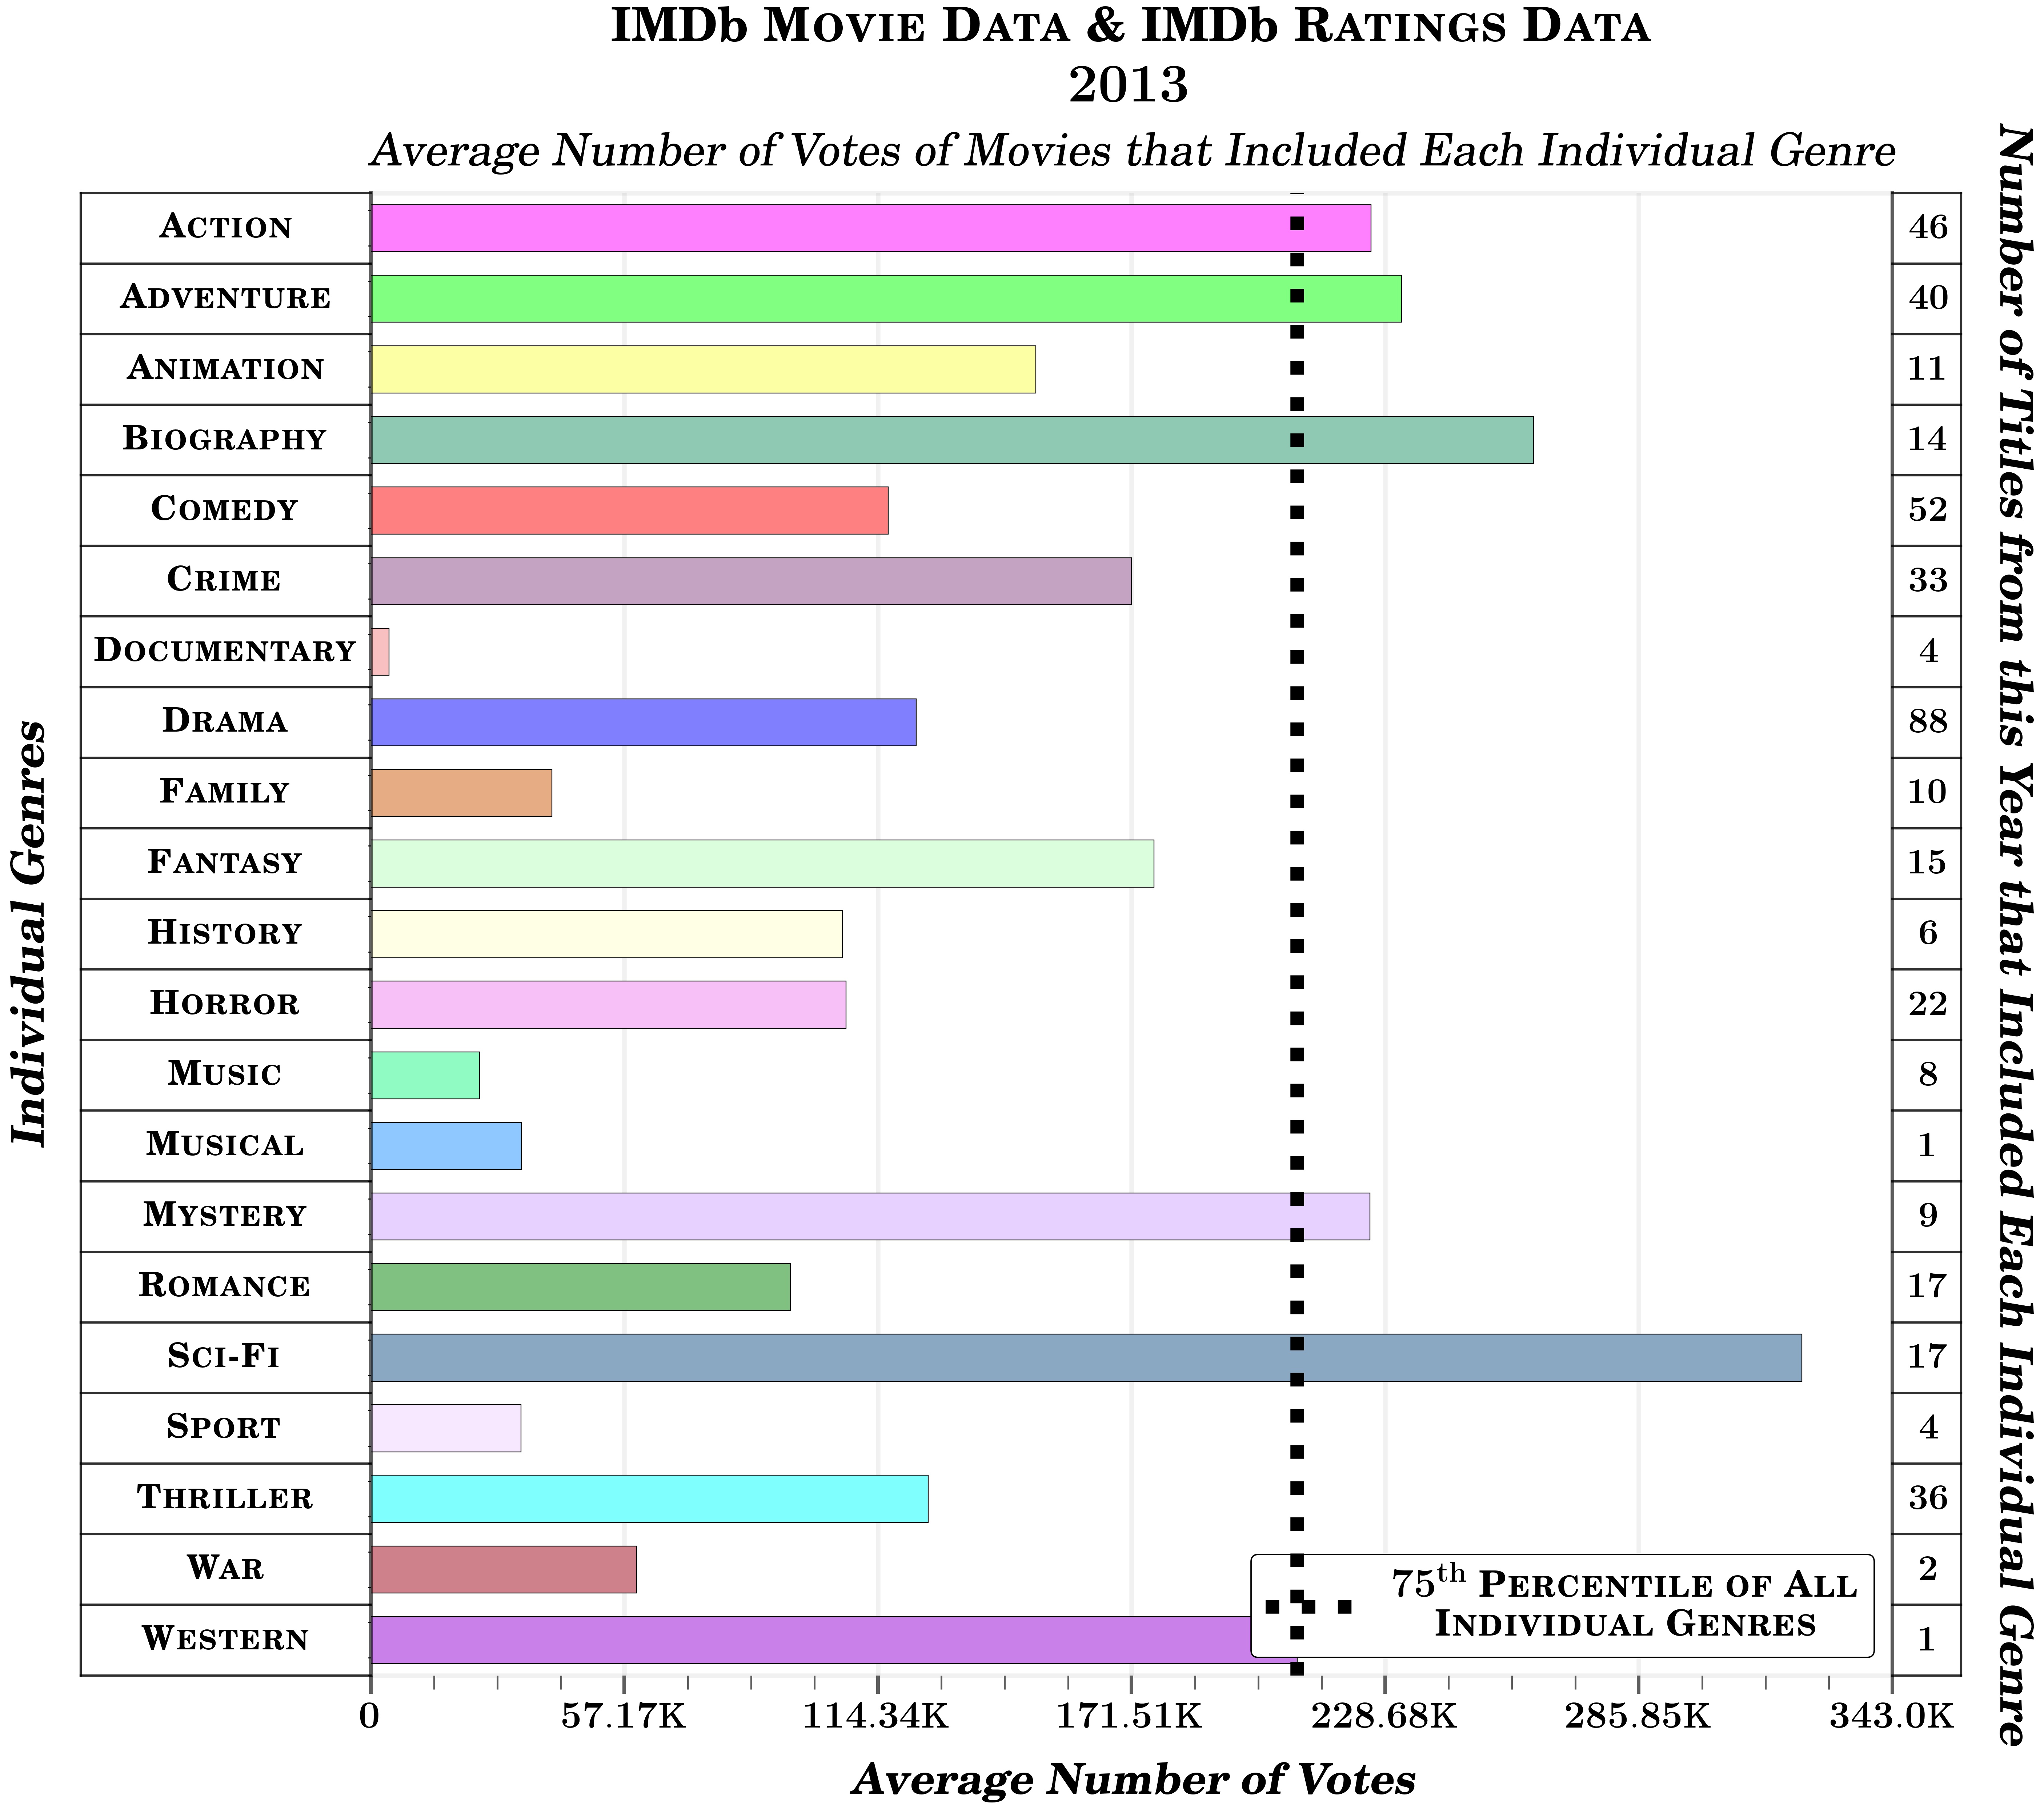 IMDb Movie Data & IMDb Ratings Data
2013
Average Number of Votes of Movies that Included Each Individual Genre
Individual Genres
Action 46
Adventure 40
Animation 11
Biography 14
Comedy 52
Crime 33
Documentary 4
Drama 88
Family 10
Fantasy 15
History 6
Horror 22
Music 8
Musical 1
Mystery 9
Romance 17
Sci-Fi 17
Sport 4
Thriller 36
War 2
Western 1
Number of Titles from this Year that Included Each Individual Genre
75th Percentile of All
Individual Genres
0 57.17K 114.34K 171.51K 228.68K 285.85K 343.0K
Average Number of Votes